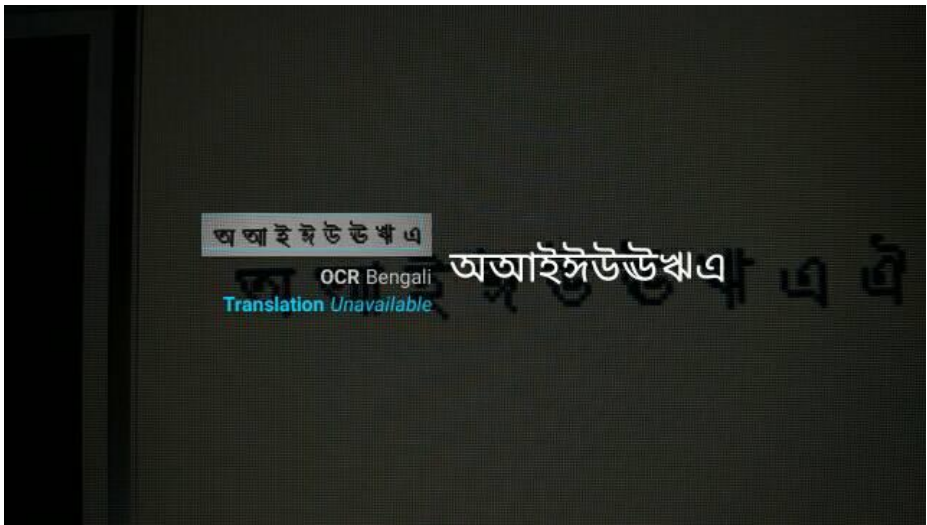 অ আ ই ঈ উ ঊ ঋ এ
OCR Bengali
Translation Unavailable
অআইঈউঊঋএ
অ আ ই ঈ উ ঊ ঋ এ ঐ